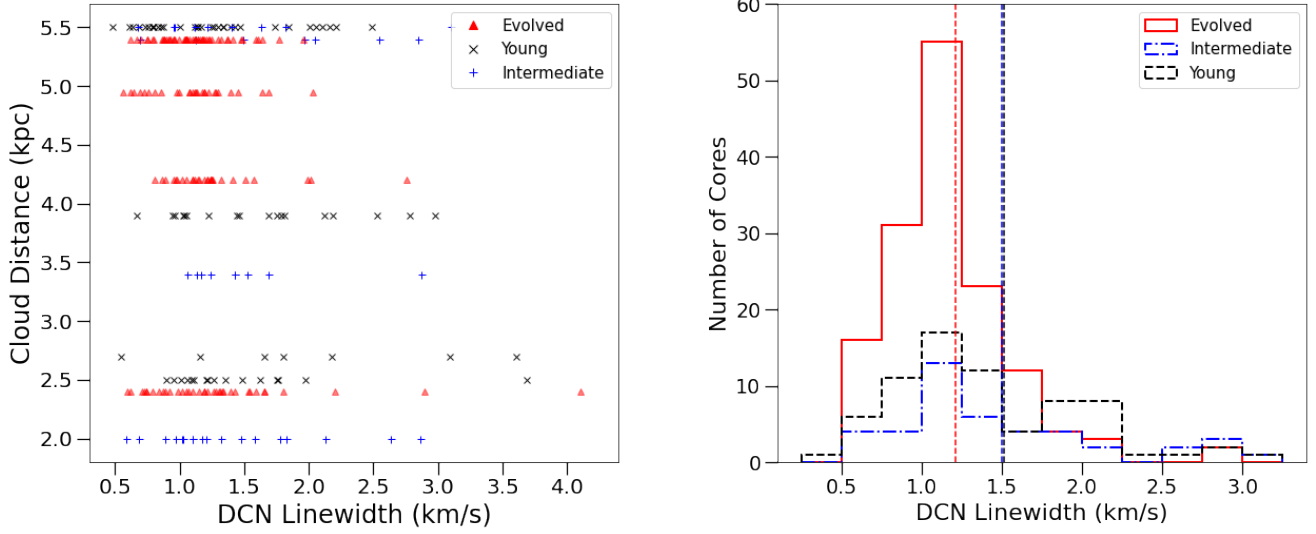 5.5
5.0
4.5
4.0
3.5
3.0
2.5
2.0
Cloud Distance (kpc)
0.5 1.0 1.5 2.0 2.5 3.0 3.5 4.0
DCN Linewidth (km/s)
Evolved
Young
Intermediate
60
50
40
30
20
10
0
Number of Cores
0.5 1.0 1.5 2.0 2.5 3.0
DCN Linewidth (km/s)
Evolved
Intermediate
Young